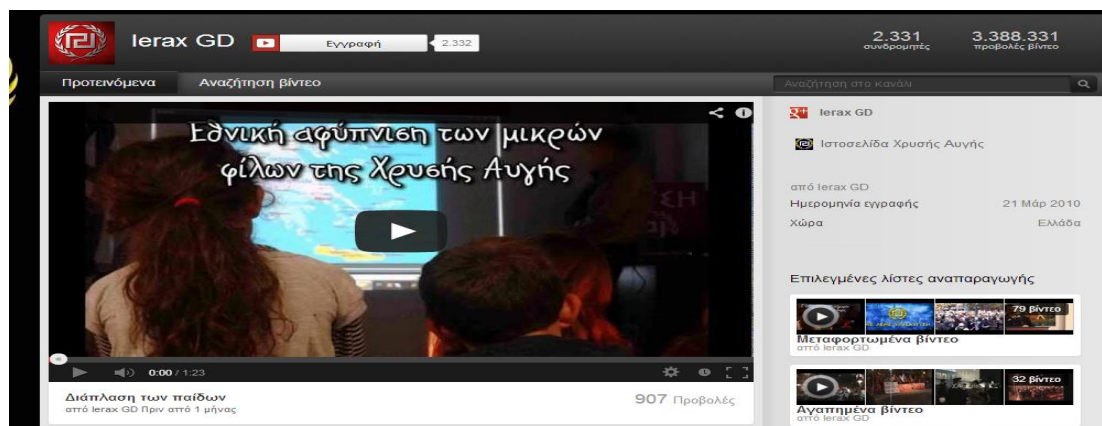 Ierax GD
Εγγραφή
2.332
2.331
συνδρομητές
3.388.331
προβολές βίντεο
Προτεινόμενα
Αναζήτηση βίντεο
Αναζήτηση στο κανάλι
Εθνική αφύπνιση των μικρών
φίλων της Χρυσής Αυγής
0:00 / 1:23
Διάπλαση των παίδων
από Ierax GD Πριν από 1 μήνας
907 Προβολές
Ierax GD
Ιστοσελίδα Χρυσής Αυγής
από Ierax GD
Ημερομηνία εγγραφής 21 Μάρ 2010
Χώρα Ελλάδα
Επιλεγμένες λίστες αναπαραγωγής
79 βίντεο
Μεταφορτωμένα βίντεο
από Ierax GD
32 βίντεο
Αγαπημένα βίντεο
από Ierax GD